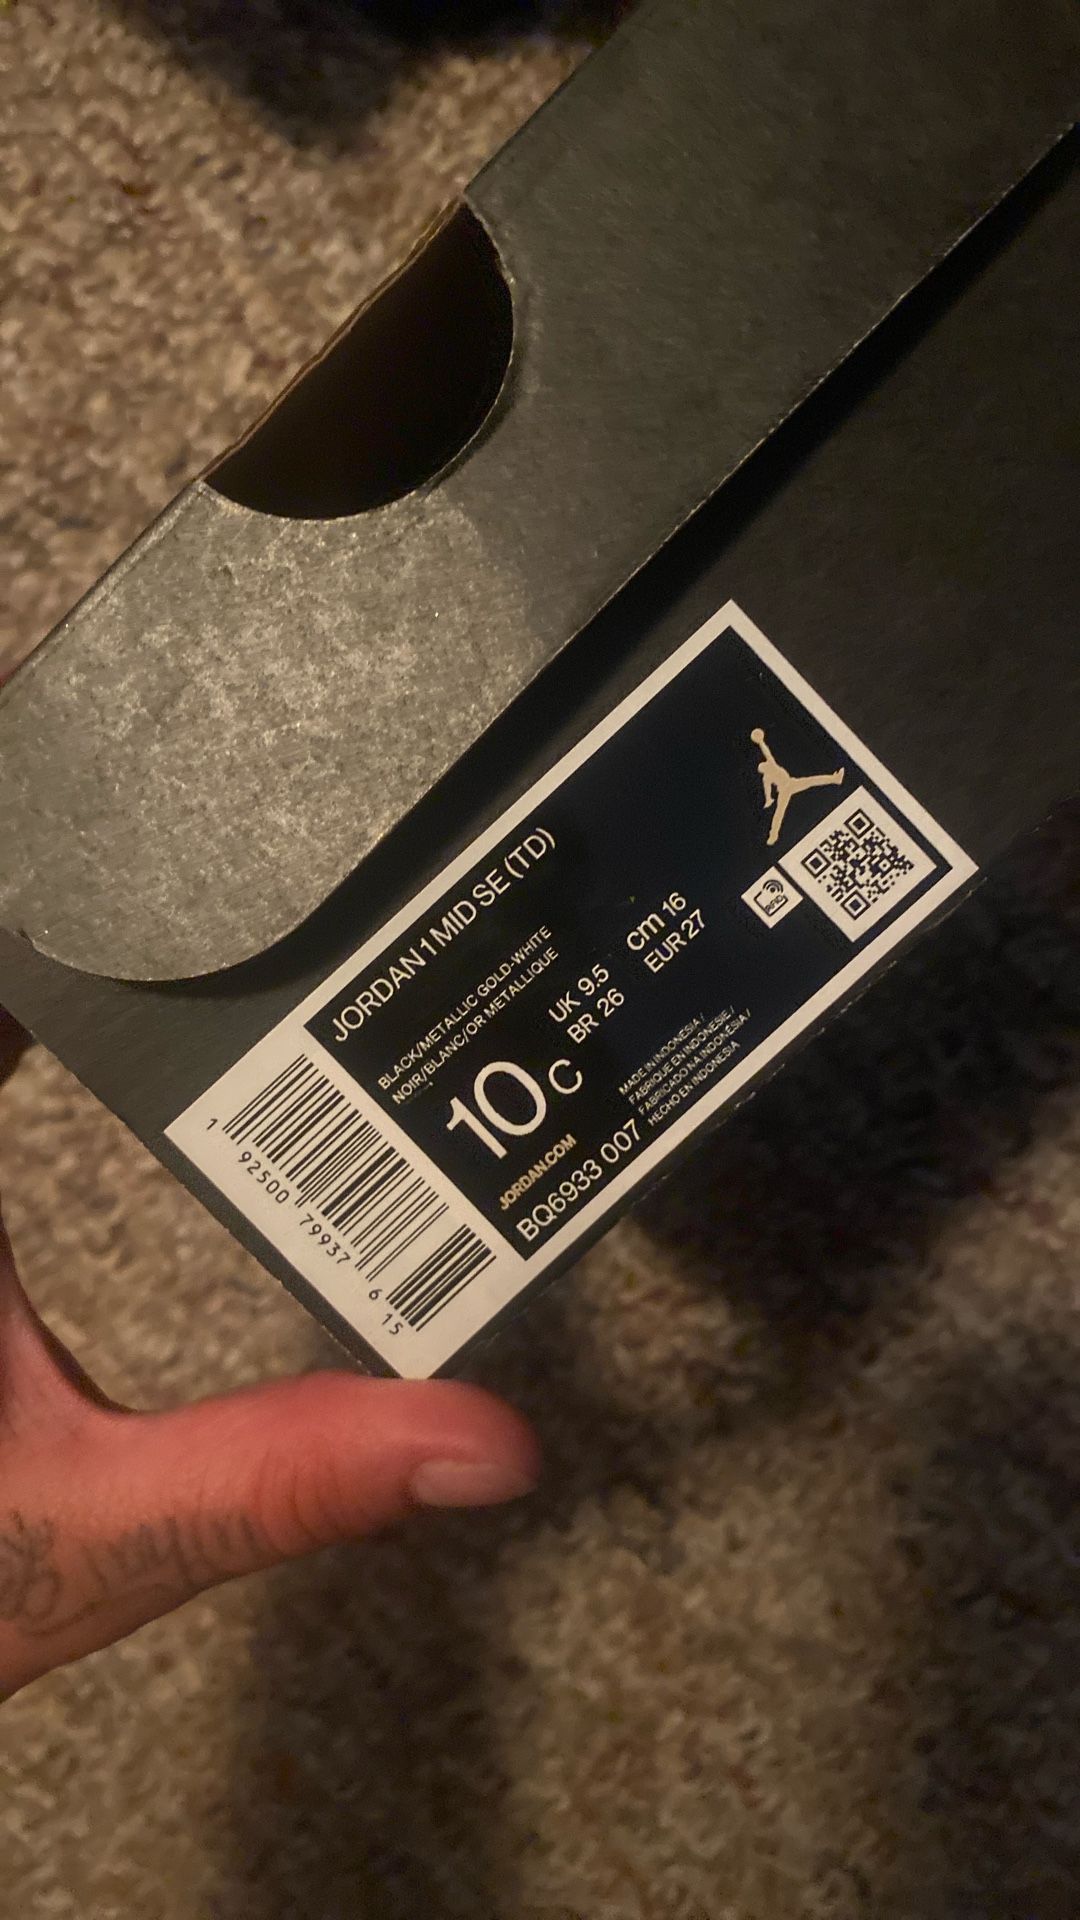 JORDAN 1 MID SE (TD)
BLACK/METALLIC GOLD-WHITE
NOIR/BLANC/OR METALLIQUE
10C
UK 9.5
BR 26
cm 16
EUR 27
RFID
JORDAN.COM
BQ6933 007
MADE IN INDONESIA /
FABRIQUE EN INDONESIE /
FABRICADO NA INDONESIA /
HECHO EN INDONESIA
1 92500 79937 6 15